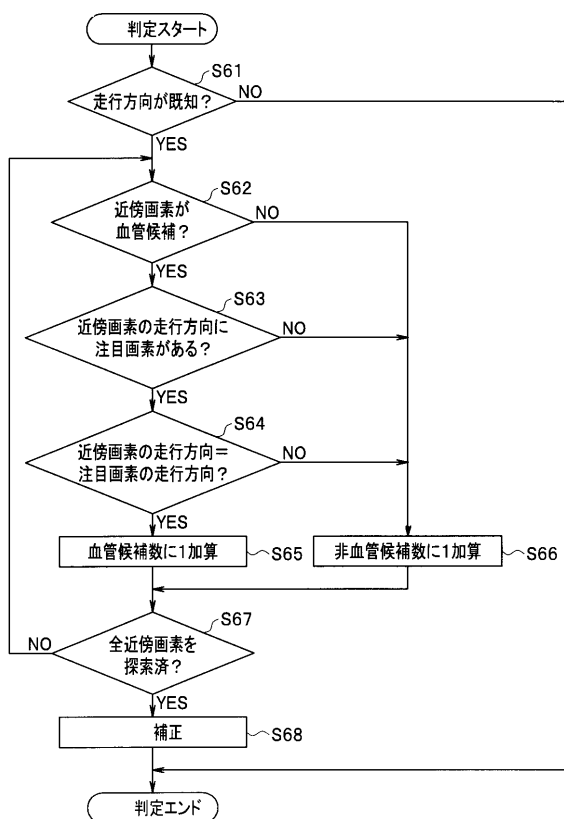 判定スタート
S61
走行方向が既知?
NO
YES
S62
近傍画素が
血管候補?
NO
YES
S63
近傍画素の走行方向に
注目画素がある?
NO
YES
S64
近傍画素の走行方向=
注目画素の走行方向?
NO
YES
血管候補数に1加算
S65
非血管候補数に1加算
S66
S67
NO
全近傍画素を
探索済?
YES
補正
S68
判定エンド